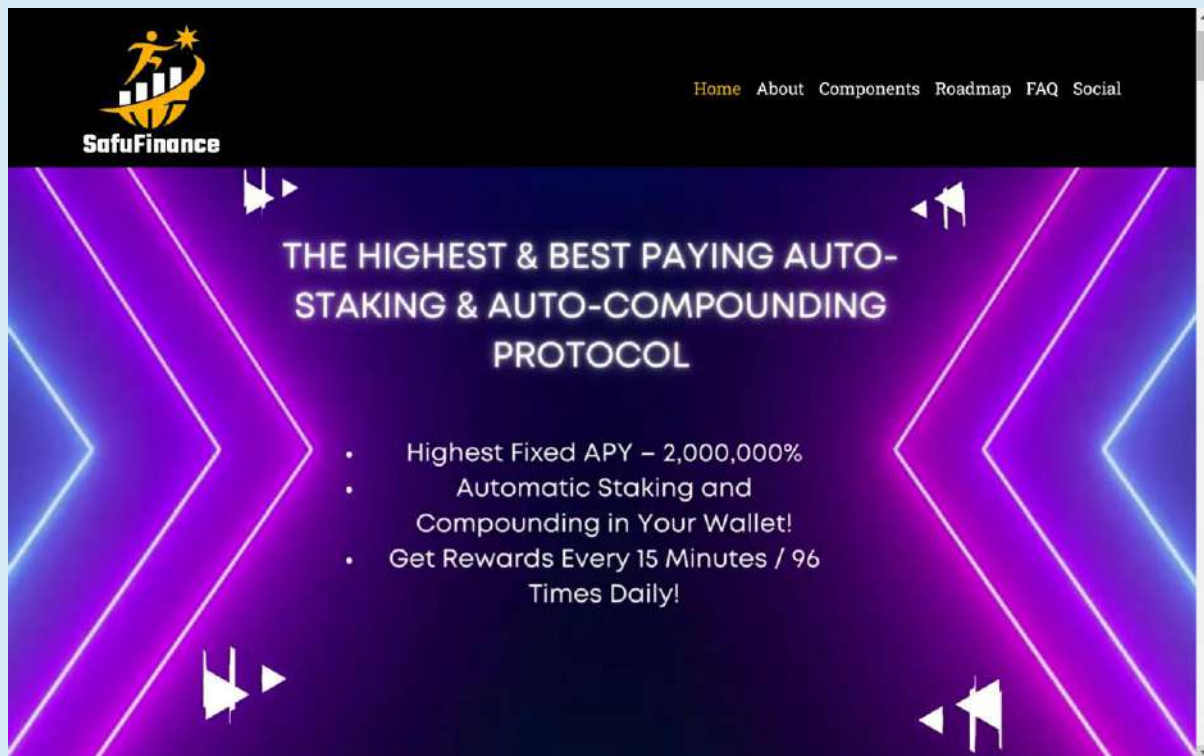 SafuFinance
Home About Components Roadmap FAQ Social
THE HIGHEST & BEST PAYING AUTO-
STAKING & AUTO-COMPOUNDING
PROTOCOL
• Highest Fixed APY – 2,000,000%
• Automatic Staking and
Compounding in Your Wallet!
• Get Rewards Every 15 Minutes / 96
Times Daily!